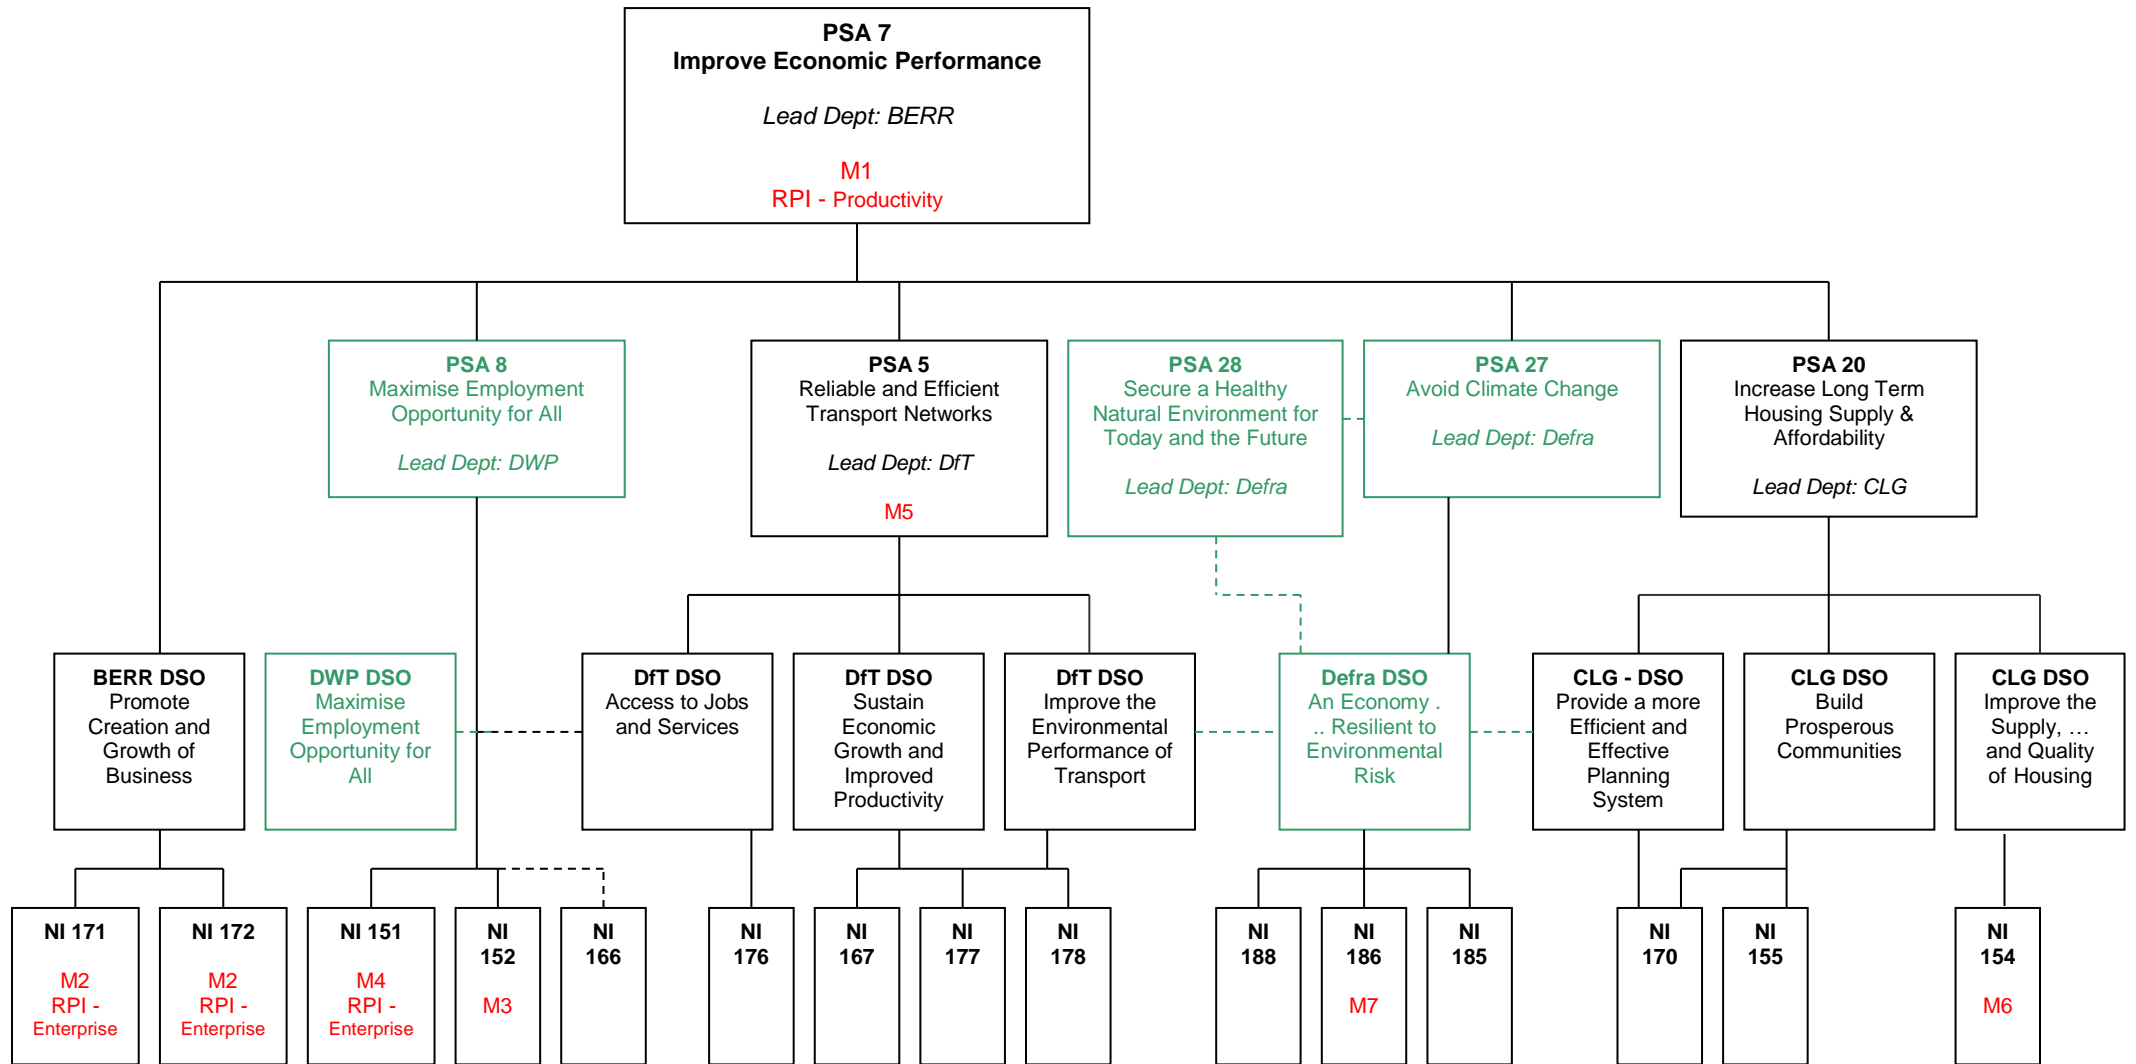 PSA 7
Improve Economic Performance
Lead Dept: BERR
M1
RPI - Productivity
PSA 8
Maximise Employment
Opportunity for All
Lead Dept: DWP
PSA 5
Reliable and Efficient
Transport Networks
Lead Dept: DfT
M5
PSA 28
Secure a Healthy
Natural Environment for
Today and the Future
Lead Dept: Defra
PSA 27
Avoid Climate Change
Lead Dept: Defra
PSA 20
Increase Long Term
Housing Supply &
Affordability
Lead Dept: CLG
BERR DSO
Promote
Creation and
Growth of
Business
DWP DSO
Maximise
Employment
Opportunity for
All
DfT DSO
Access to Jobs
and Services
DfT DSO
Sustain
Economic
Growth and
Improved
Productivity
DfT DSO
Improve the
Environmental
Performance of
Transport
Defra DSO
An Economy .
.. Resilient to
Environmental
Risk
CLG - DSO
Provide a more
Efficient and
Effective
Planning
System
CLG DSO
Build
Prosperous
Communities
CLG DSO
Improve the
Supply, …
and Quality
of Housing
NI 171
M2
RPI -
Enterprise
NI 172
M2
RPI -
Enterprise
NI 151
M4
RPI -
Enterprise
NI
152
M3
NI
166
NI
176
NI
167
NI
177
NI
178
NI
188
NI
186
M7
NI
185
NI
170
NI
155
NI
154
M6